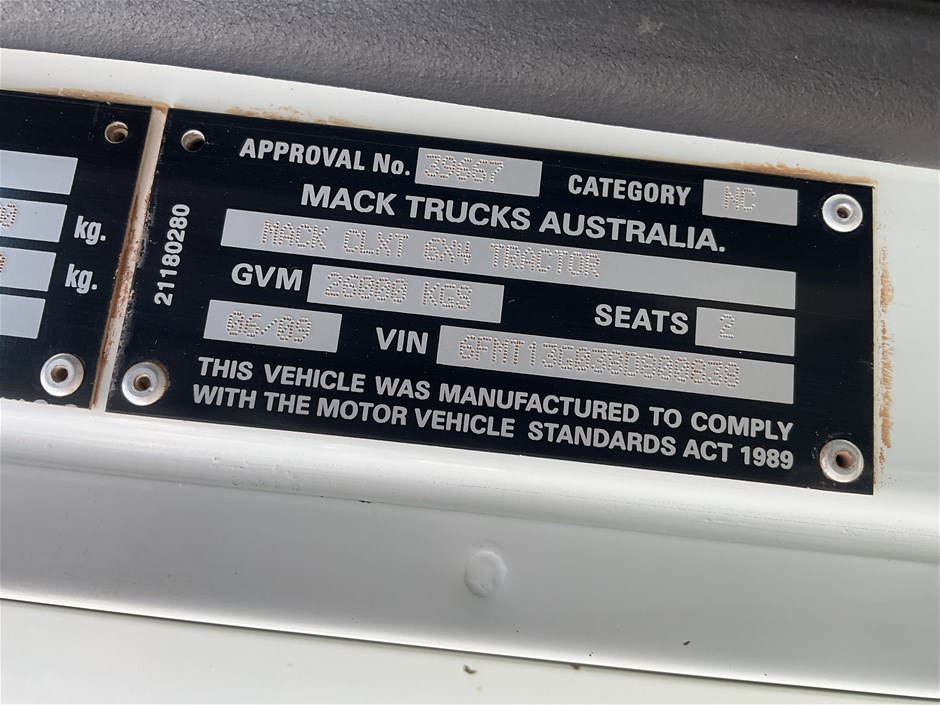 kg.
kg.
21180280
APPROVAL No. 39667 CATEGORY NC
MACK TRUCKS AUSTRALIA.
MACK CLXT 6X4 TRACTOR
GVM 26000 KGS SEATS 2
06/09 VIN
THIS VEHICLE WAS MANUFACTURED TO COMPLY
WITH THE MOTOR VEHICLE STANDARDS ACT 1989